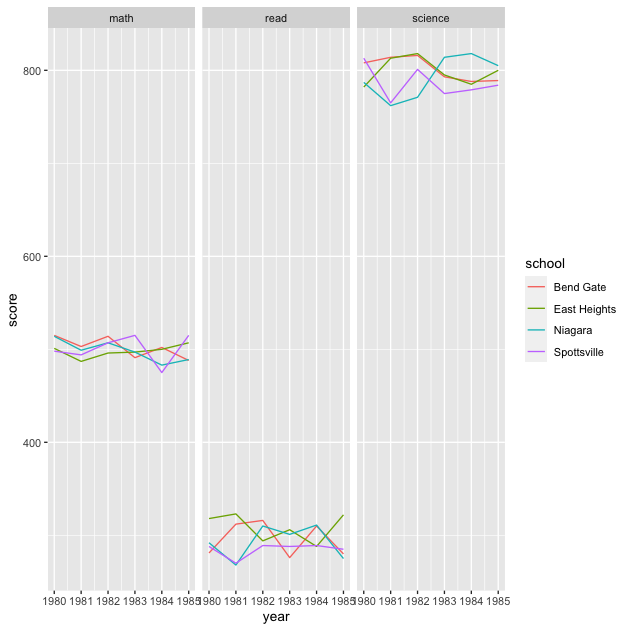 math read science
800
600
400
score
1980 1981 1982 1983 1984 1985 1980 1981 1982 1983 1984 1985 1980 1981 1982 1983 1984 1985
year
school
Bend Gate
East Heights
Niagara
Spottsville